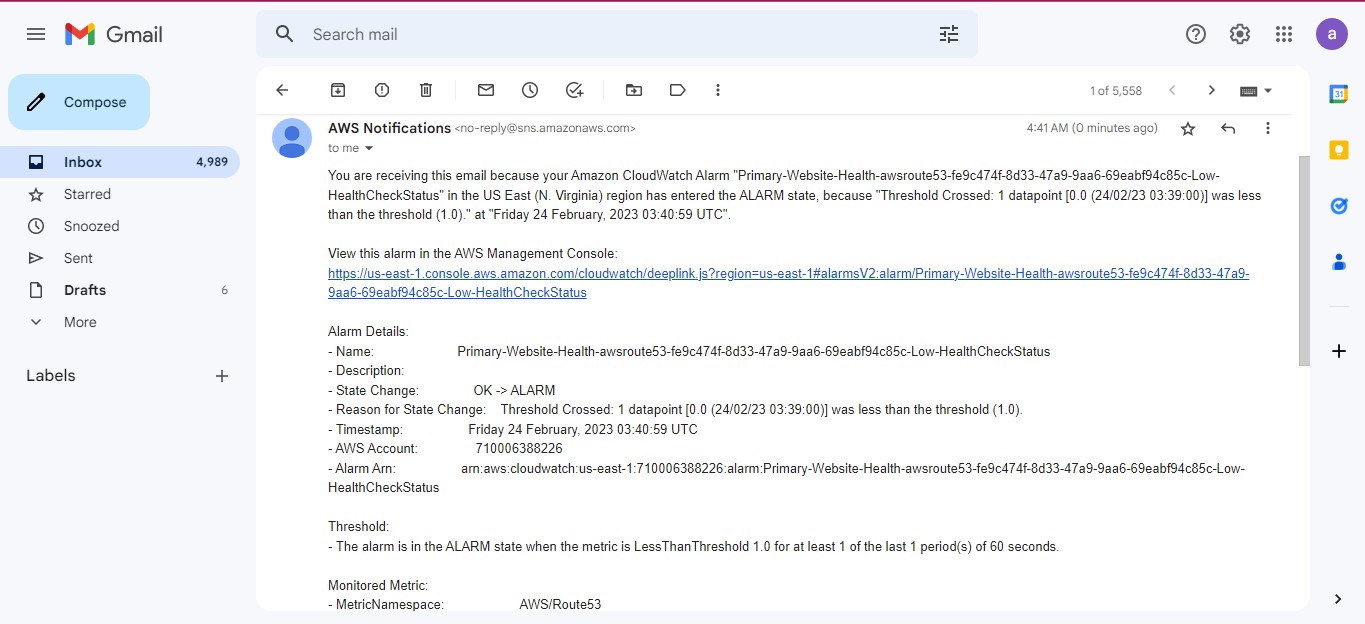 Gmail
Search mail
a
Compose
1 of 5,558
31
Inbox 4,989
Starred
Snoozed
Sent
Drafts 6
More
Labels
AWS Notifications <no-reply@sns.amazonaws.com>
4:41 AM (0 minutes ago)
to me
You are receiving this email because your Amazon CloudWatch Alarm "Primary-Website-Health-awsroute53-fe9c474f-8d33-47a9-9aa6-69eabf94c85c-Low-
HealthCheckStatus" in the US East (N. Virginia) region has entered the ALARM state, because "Threshold Crossed: 1 datapoint [0.0 (24/02/23 03:39:00)] was less
than the threshold (1.0)." at "Friday 24 February, 2023 03:40:59 UTC".
View this alarm in the AWS Management Console:
https://us-east-1.console.aws.amazon.com/cloudwatch/deeplink.js?region=us-east-1#alarmsV2:alarm/Primary-Website-Health-awsroute53-fe9c474f-8d33-47a9-
9aa6-69eabf94c85c-Low-HealthCheckStatus
Alarm Details:
- Name: Primary-Website-Health-awsroute53-fe9c474f-8d33-47a9-9aa6-69eabf94c85c-Low-HealthCheckStatus
- Description:
- State Change: OK -> ALARM
- Reason for State Change: Threshold Crossed: 1 datapoint [0.0 (24/02/23 03:39:00)] was less than the threshold (1.0).
- Timestamp: Friday 24 February, 2023 03:40:59 UTC
- AWS Account: 710006388226
- Alarm Arn: arn:aws:cloudwatch:us-east-1:710006388226:alarm:Primary-Website-Health-awsroute53-fe9c474f-8d33-47a9-9aa6-69eabf94c85c-Low-
HealthCheckStatus
Threshold:
- The alarm is in the ALARM state when the metric is LessThanThreshold 1.0 for at least 1 of the last 1 period(s) of 60 seconds.
Monitored Metric:
- MetricNamespace: AWS/Route53